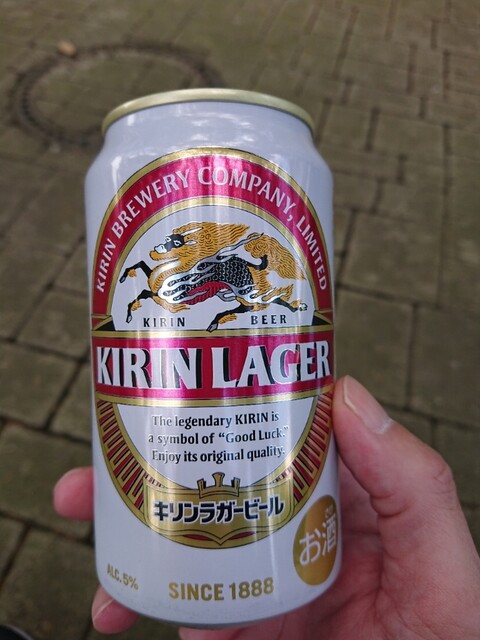 KIRIN BREWERY COMPANY, LIMITED
KIRIN BEER
KIRIN LAGER
The legendary KIRIN is
a symbol of "Good Luck."
Enjoy its original quality.
キリンラガービール
お酒
ALC. 5%
SINCE 1888